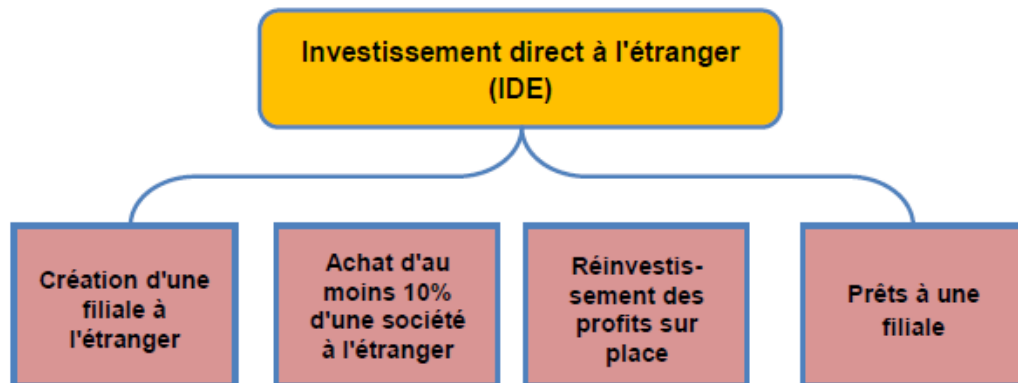 Investissement direct à l'étranger
(IDE)
Création d'une
filiale à
l'étranger
Achat d'au
moins 10%
d'une société
à l'étranger
Réinvestis-
sement des
profits sur
place
Prêts à une
filiale